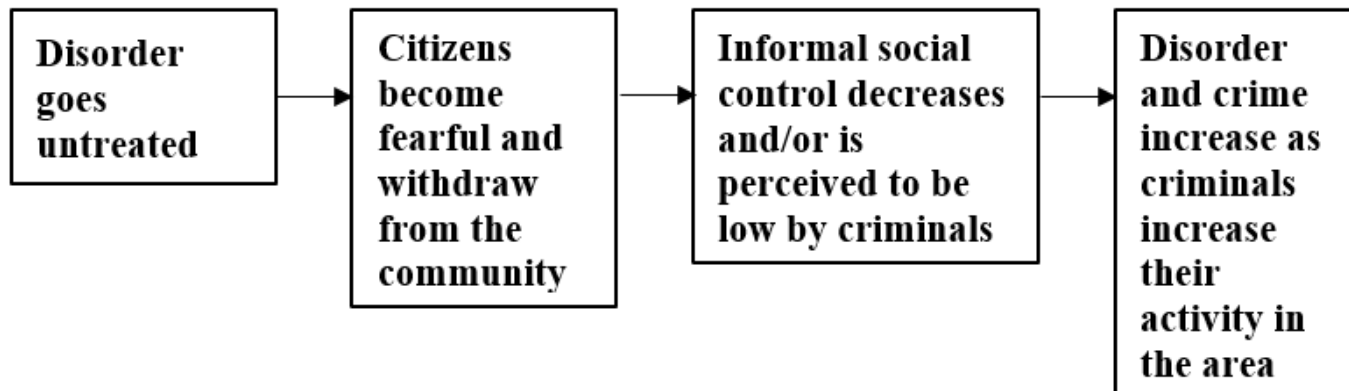 Disorder
goes
untreated
Citizens
become
fearful and
withdraw
from the
community
Informal social
control decreases
and/or is
perceived to be
low by criminals
Disorder
and crime
increase as
criminals
increase
their
activity in
the area